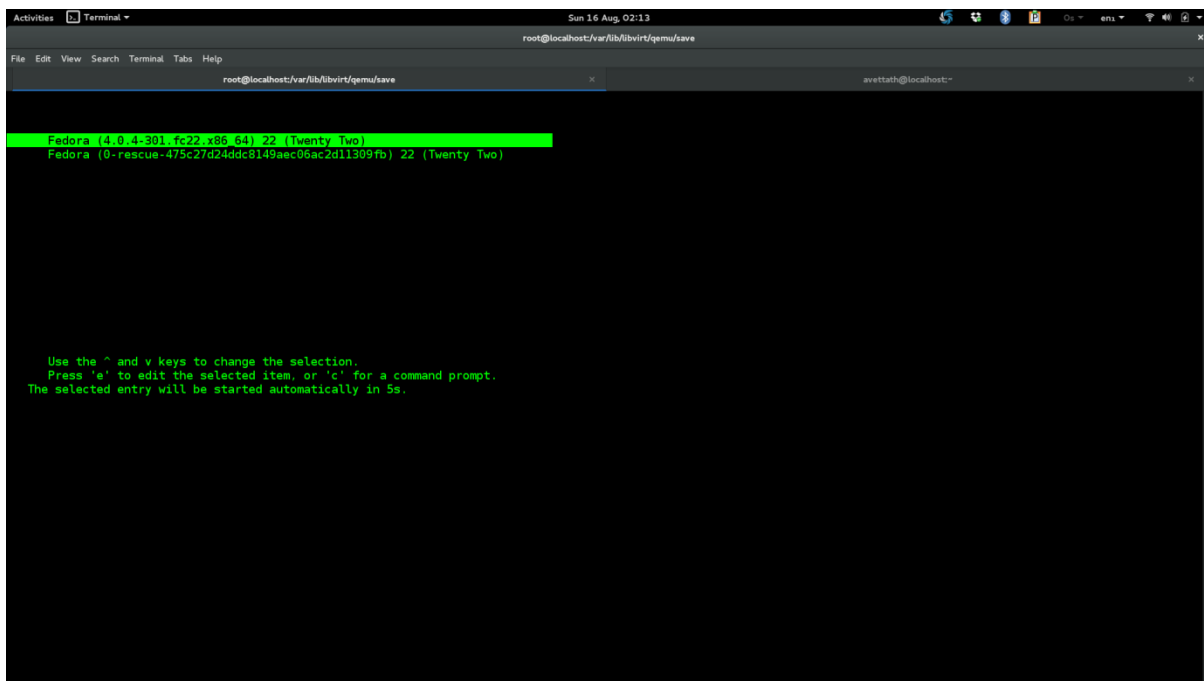 Activities Terminal Sun 16 Aug, 02:13 en₁
root@localhost:/var/lib/libvirt/qemu/save
File Edit View Search Terminal Tabs Help
root@localhost:/var/lib/libvirt/qemu/save × avettath@localhost:~ ×
Fedora (4.0.4-301.fc22.x86_64) 22 (Twenty Two)
Fedora (0-rescue-475c27d24ddc8149aec06ac2d11309fb) 22 (Twenty Two)
Use the ^ and v keys to change the selection.
Press 'e' to edit the selected item, or 'c' for a command prompt.
The selected entry will be started automatically in 5s.